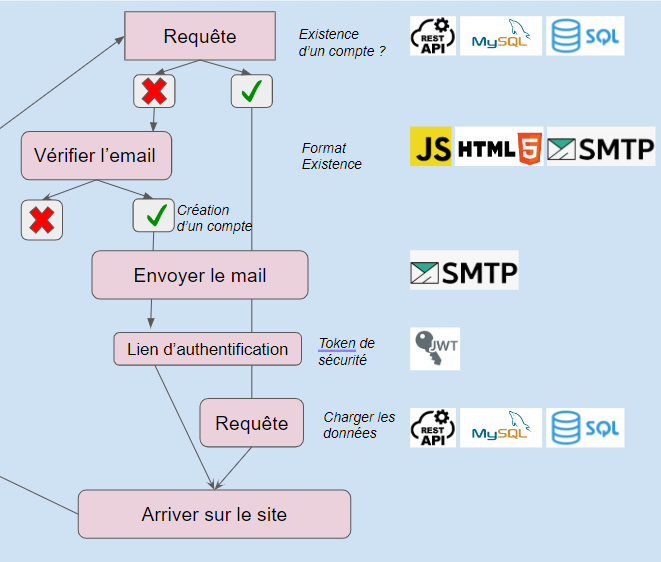 Requête
Existence
d'un compte ?
REST
API
MySQL
SQL
Vérifier l'email
Format
Existence
JS
HTML
5
SMTP
Création
d'un compte
Envoyer le mail
SMTP
Lien d'authentification
Token de
sécurité
JWT
Requête
Charger les
données
REST
API
MySQL
SQL
Arriver sur le site